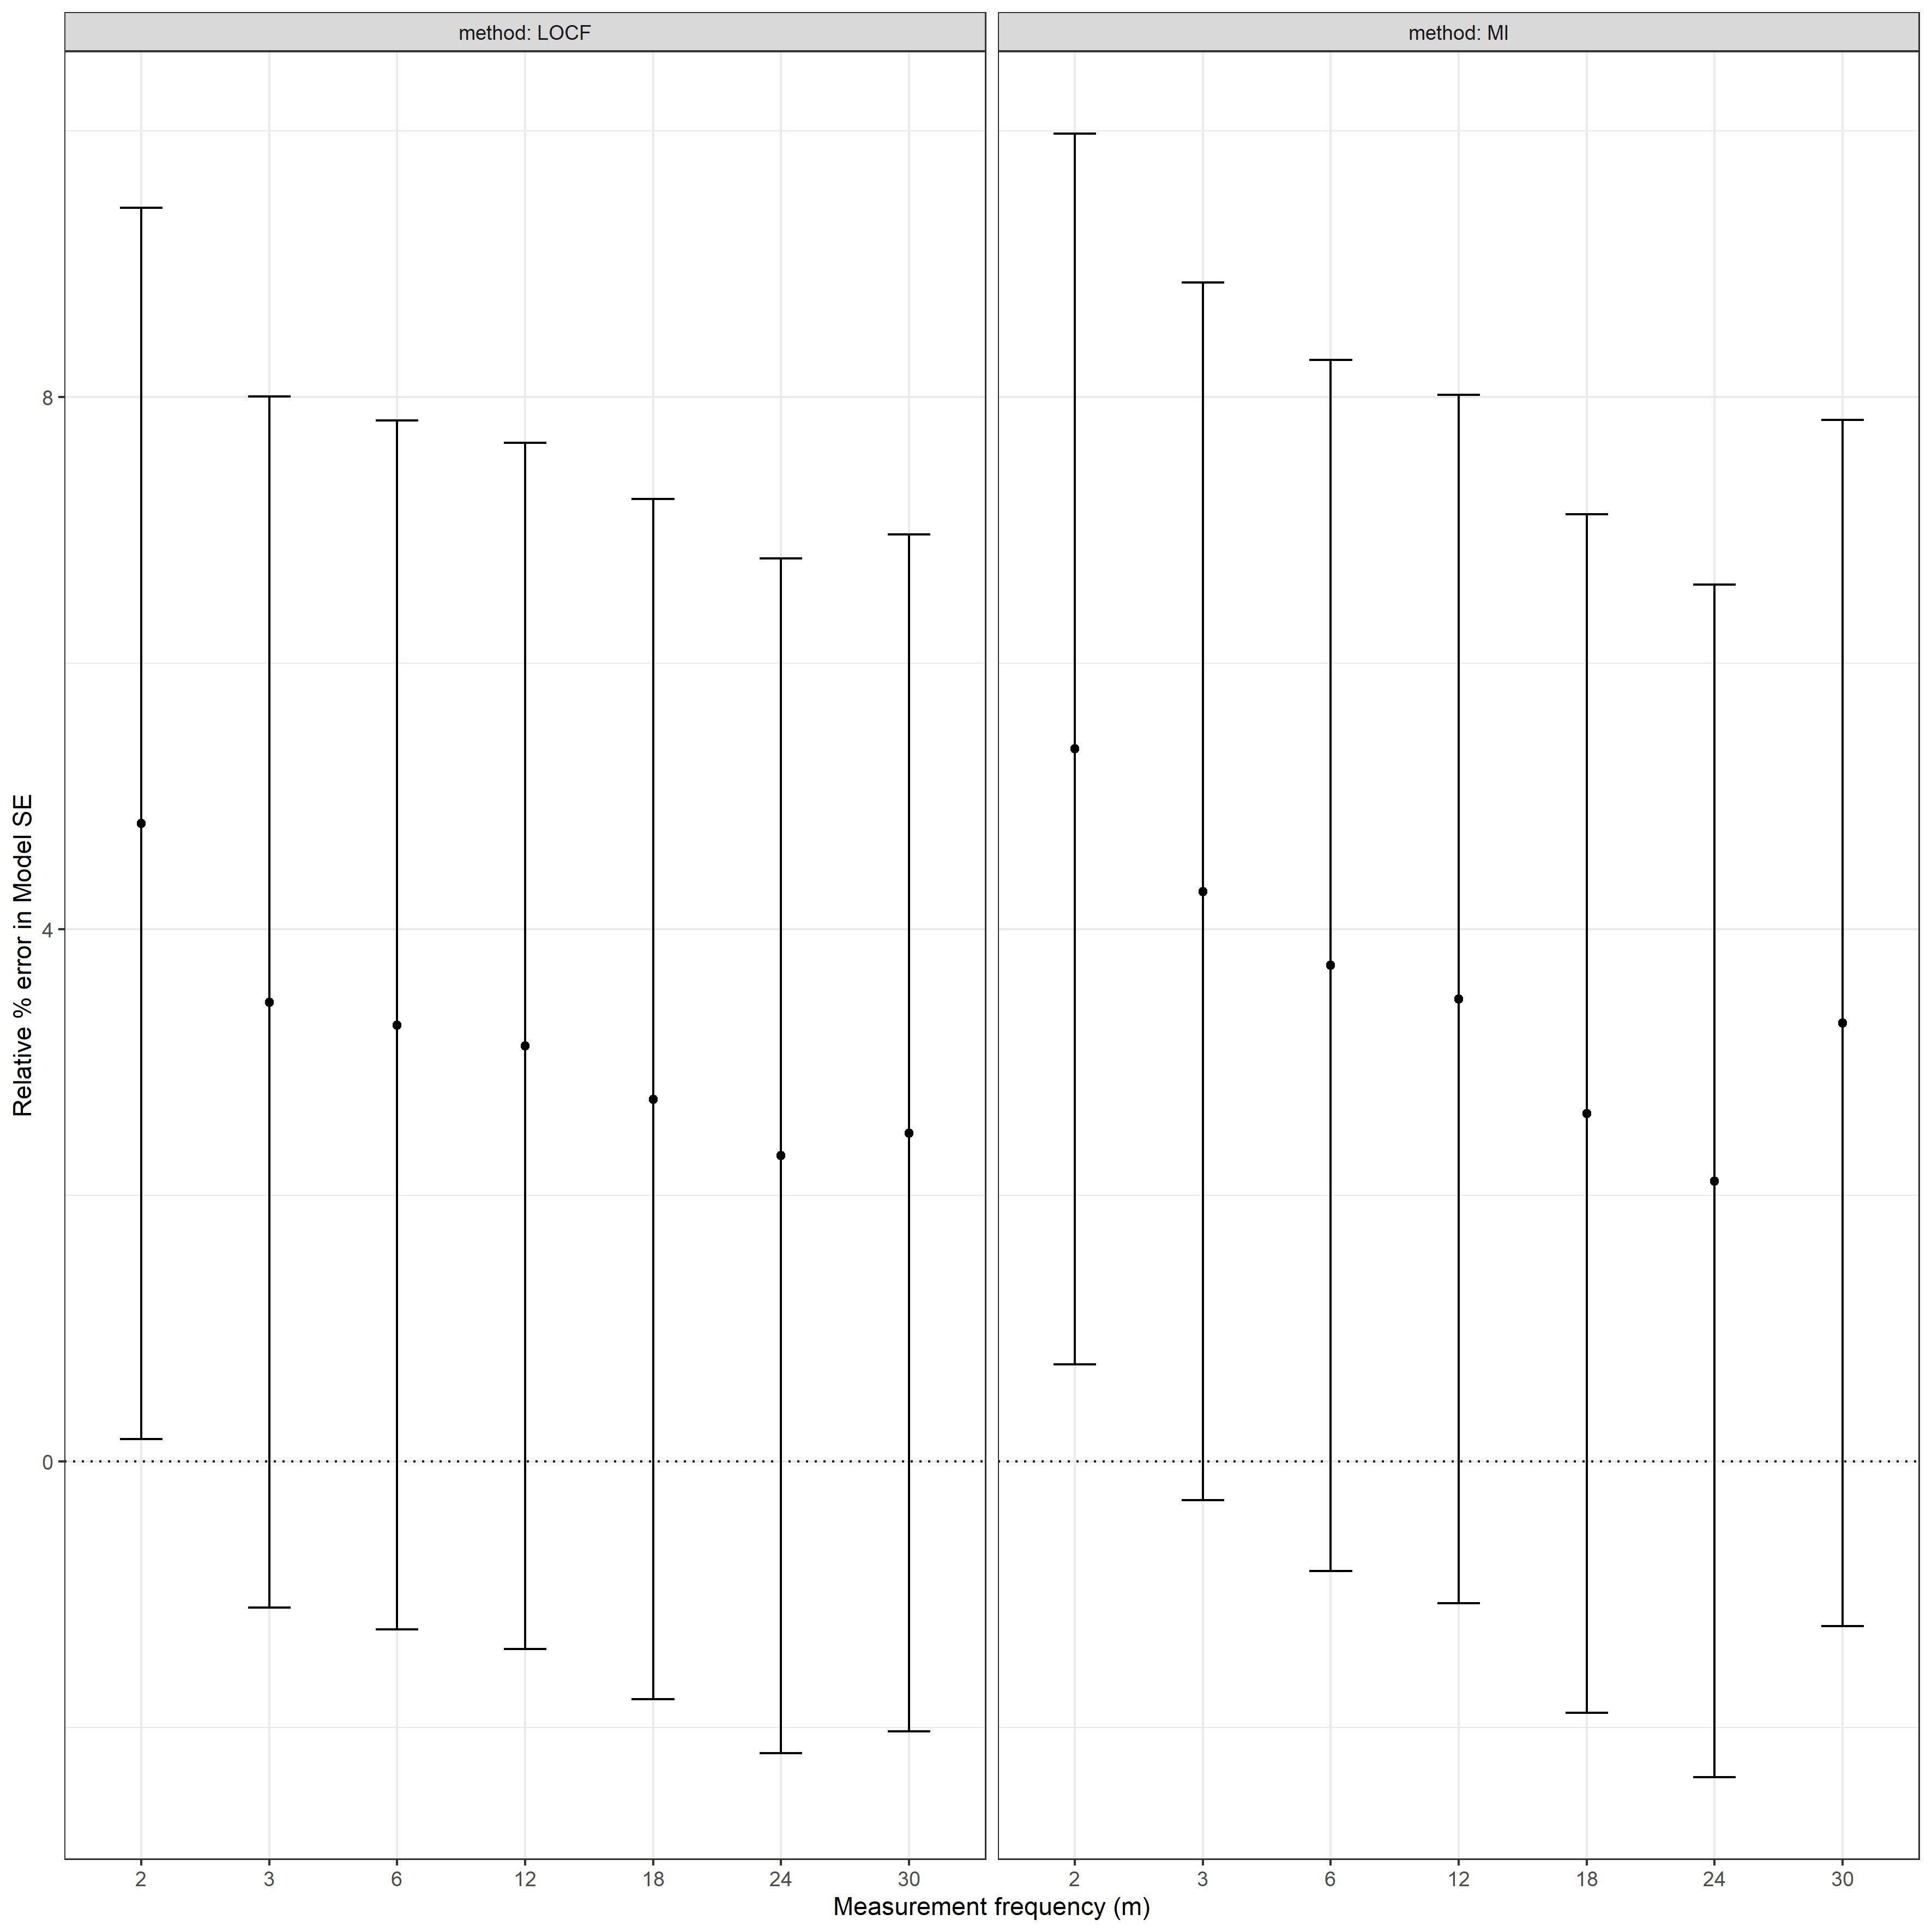 method: LOCF
method: MI
Relative % error in Model SE
8
4
0
2 3 6 12 18 24 30
2 3 6 12 18 24 30
Measurement frequency (m)